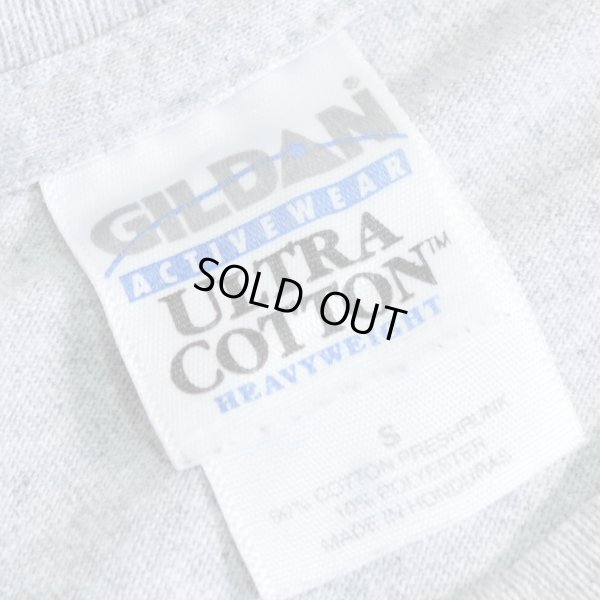 GILDAN®
ACTIVEWEAR
ULTRA
COTTON™
HEAVYWEIGHT
SOLD OUT
S
90% COTTON PRESHRUNK
10% POLYESTER
MADE IN HONDURAS